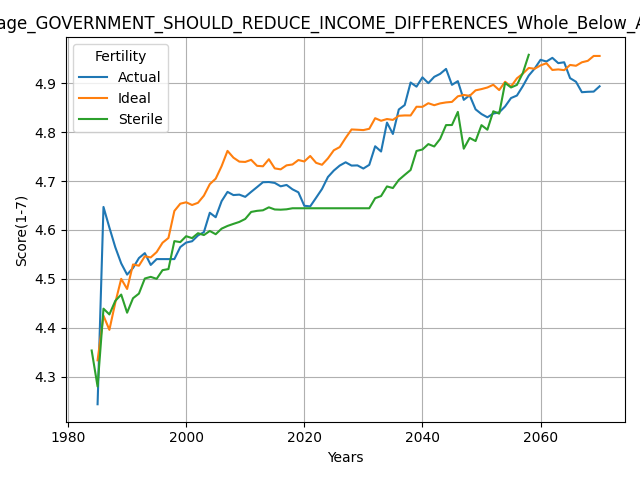 age_GOVERNMENT_SHOULD_REDUCE_INCOME_DIFFERENCES_Whole_Below_A
Fertility
Actual
Ideal
Sterile
Score(1-7)
4.9
4.8
4.7
4.6
4.5
4.4
4.3
1980
2000
2020
2040
2060
Years